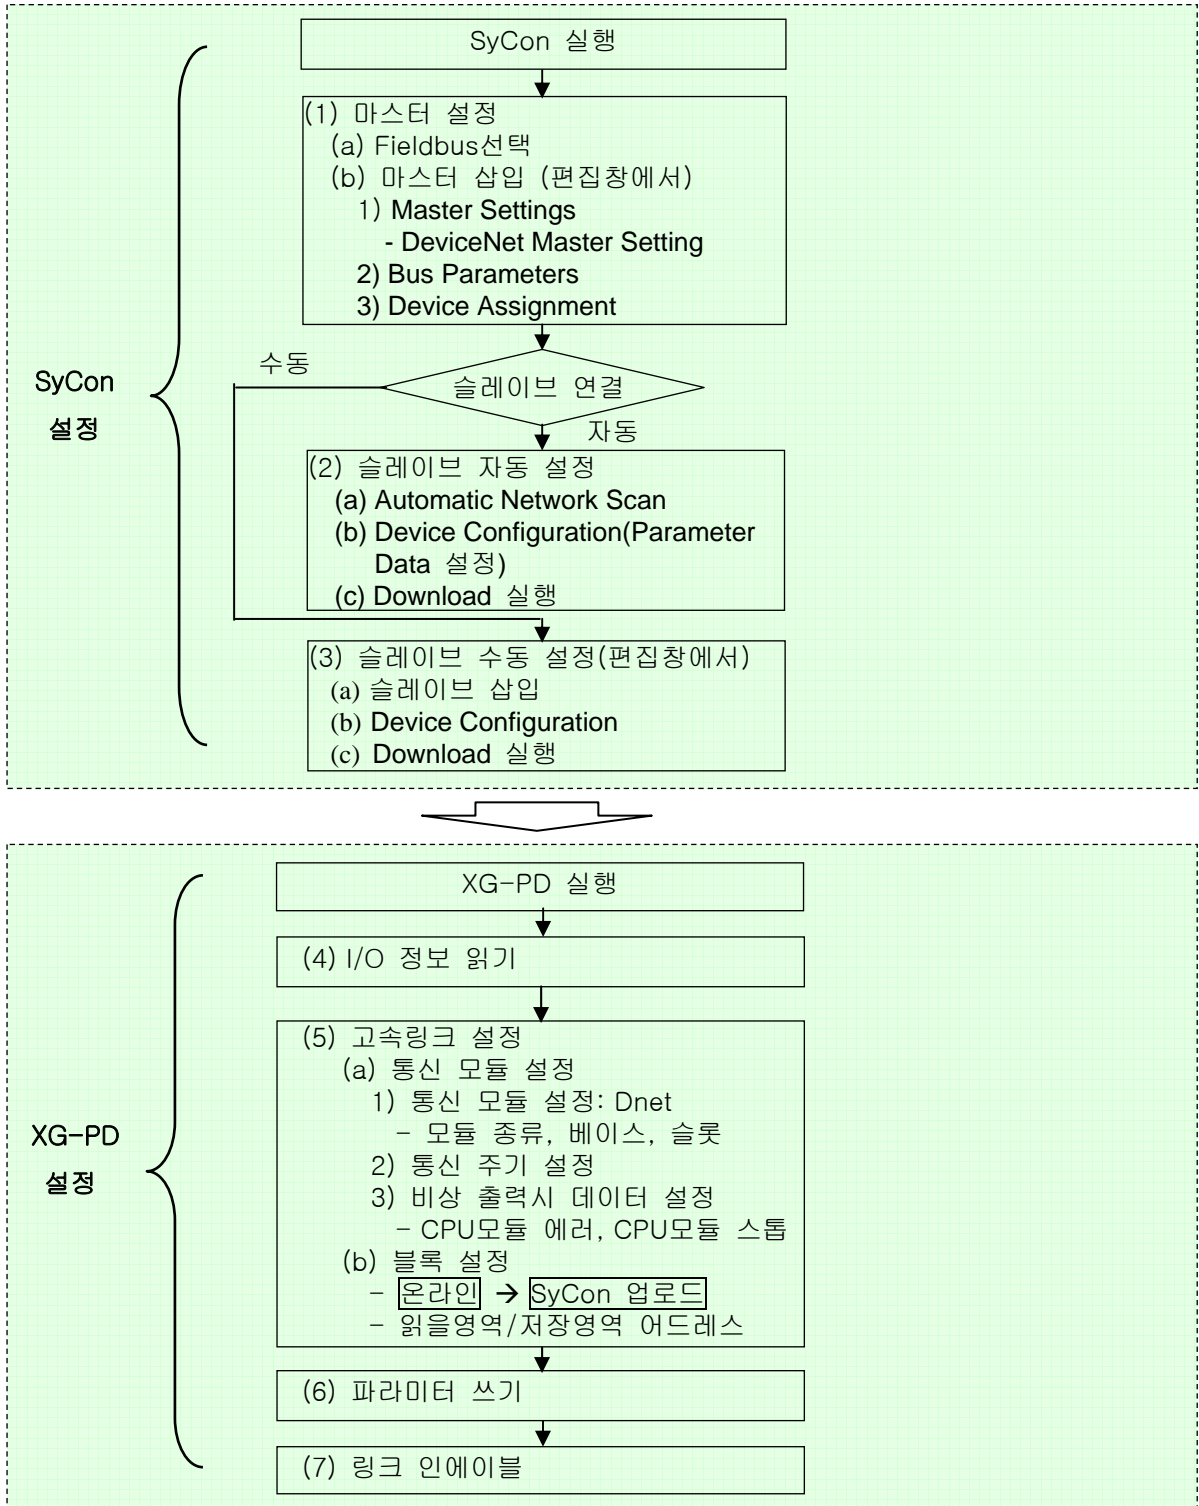 SyCon 실행
(1) 마스터 설정
(a) Fieldbus선택
(b) 마스터 삽입 (편집창에서)
1) Master Settings
- DeviceNet Master Setting
2) Bus Parameters
3) Device Assignment
수동
슬레이브 연결
자동
SyCon
설정
(2) 슬레이브 자동 설정
(a) Automatic Network Scan
(b) Device Configuration(Parameter
Data 설정)
(c) Download 실행
(3) 슬레이브 수동 설정(편집창에서)
(a) 슬레이브 삽입
(b) Device Configuration
(c) Download 실행
XG-PD 실행
(4) I/O 정보 읽기
(5) 고속링크 설정
(a) 통신 모듈 설정
1) 통신 모듈 설정: Dnet
- 모듈 종류, 베이스, 슬롯
2) 통신 주기 설정
3) 비상 출력시 데이터 설정
- CPU모듈 에러, CPU모듈 스톱
(b) 블록 설정
- 온라인 → SyCon 업로드
- 읽을영역/저장영역 어드레스
XG-PD
설정
(6) 파라미터 쓰기
(7) 링크 인에이블